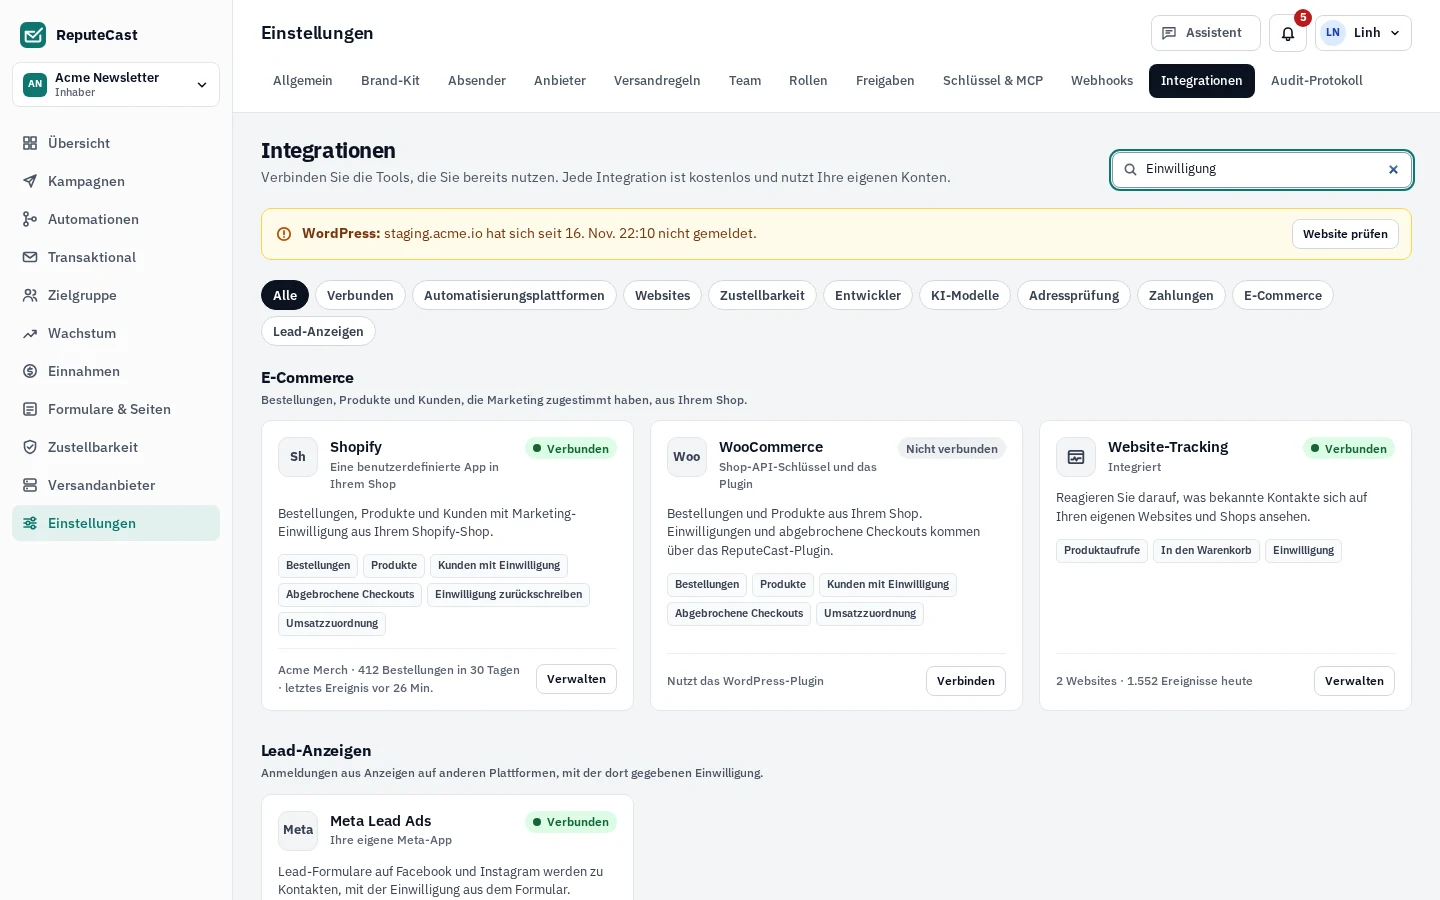 ReputeCast
AN
Acme Newsletter
Inhaber
Übersicht
Kampagnen
Automationen
Transaktional
Zielgruppe
Wachstum
Einnahmen
Formulare & Seiten
Zustellbarkeit
Versandanbieter
Einstellungen
Einstellungen
Assistent
5
LN
Linh
Allgemein
Brand-Kit
Absender
Anbieter
Versandregeln
Team
Rollen
Freigaben
Schlüssel & MCP
Webhooks
Integrationen
Audit-Protokoll
Integrationen
Verbinden Sie die Tools, die Sie bereits nutzen. Jede Integration ist kostenlos und nutzt Ihre eigenen Konten.
Einwilligung
WordPress: staging.acme.io hat sich seit 16. Nov. 22:10 nicht gemeldet.
Website prüfen
Alle
Verbunden
Automatisierungsplattformen
Websites
Zustellbarkeit
Entwickler
KI-Modelle
Adressprüfung
Zahlungen
E-Commerce
Lead-Anzeigen
E-Commerce
Bestellungen, Produkte und Kunden, die Marketing zugestimmt haben, aus Ihrem Shop.
Sh
Shopify
Eine benutzerdefinierte App in
Ihrem Shop
Verbunden
Bestellungen, Produkte und Kunden mit Marketing-
Einwilligung aus Ihrem Shopify-Shop.
Bestellungen
Produkte
Kunden mit Einwilligung
Abgebrochene Checkouts
Einwilligung zurückschreiben
Umsatzzuordnung
Acme Merch · 412 Bestellungen in 30 Tagen
· letztes Ereignis vor 26 Min.
Verwalten
Woo
WooCommerce
Shop-API-Schlüssel und das
Plugin
Nicht verbunden
Bestellungen und Produkte aus Ihrem Shop.
Einwilligungen und abgebrochene Checkouts kommen
über das ReputeCast-Plugin.
Bestellungen
Produkte
Kunden mit Einwilligung
Abgebrochene Checkouts
Umsatzzuordnung
Nutzt das WordPress-Plugin
Verbinden
Website-Tracking
Integriert
Verbunden
Reagieren Sie darauf, was bekannte Kontakte sich auf
Ihren eigenen Websites und Shops ansehen.
Produktaufrufe
In den Warenkorb
Einwilligung
2 Websites · 1.552 Ereignisse heute
Verwalten
Lead-Anzeigen
Anmeldungen aus Anzeigen auf anderen Plattformen, mit der dort gegebenen Einwilligung.
Meta
Meta Lead Ads
Ihre eigene Meta-App
Verbunden
Lead-Formulare auf Facebook und Instagram werden zu
Kontakten, mit der Einwilligung aus dem Formular.